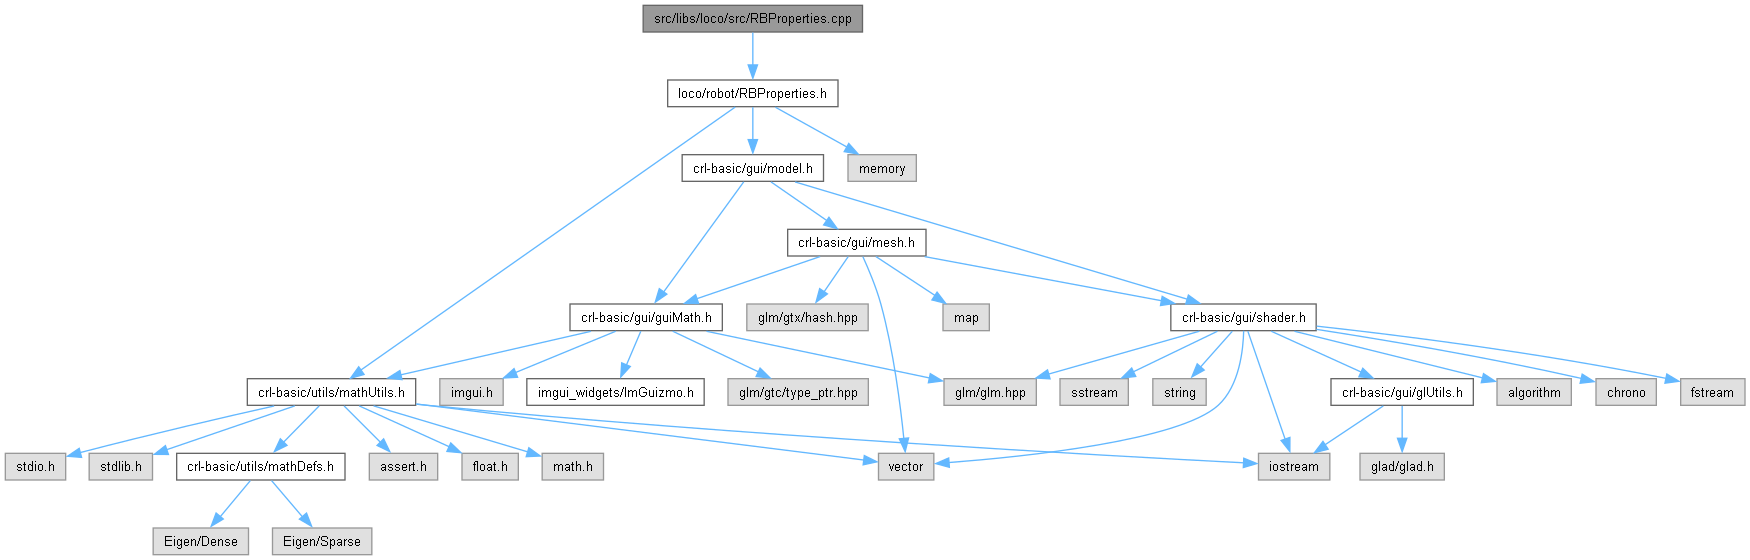 src/libs/loco/src/RBProperties.cpp
loco/robot/RBProperties.h
crl-basic/gui/model.h
memory
crl-basic/gui/mesh.h
crl-basic/gui/guiMath.h
glm/gtx/hash.hpp
map
crl-basic/gui/shader.h
crl-basic/utils/mathUtils.h
imgui.h
imgui_widgets/ImGuizmo.h
glm/gtc/type_ptr.hpp
glm/glm.hpp
sstream
string
crl-basic/gui/glUtils.h
algorithm
chrono
fstream
stdio.h
stdlib.h
crl-basic/utils/mathDefs.h
assert.h
float.h
math.h
vector
iostream
glad/glad.h
Eigen/Dense
Eigen/Sparse